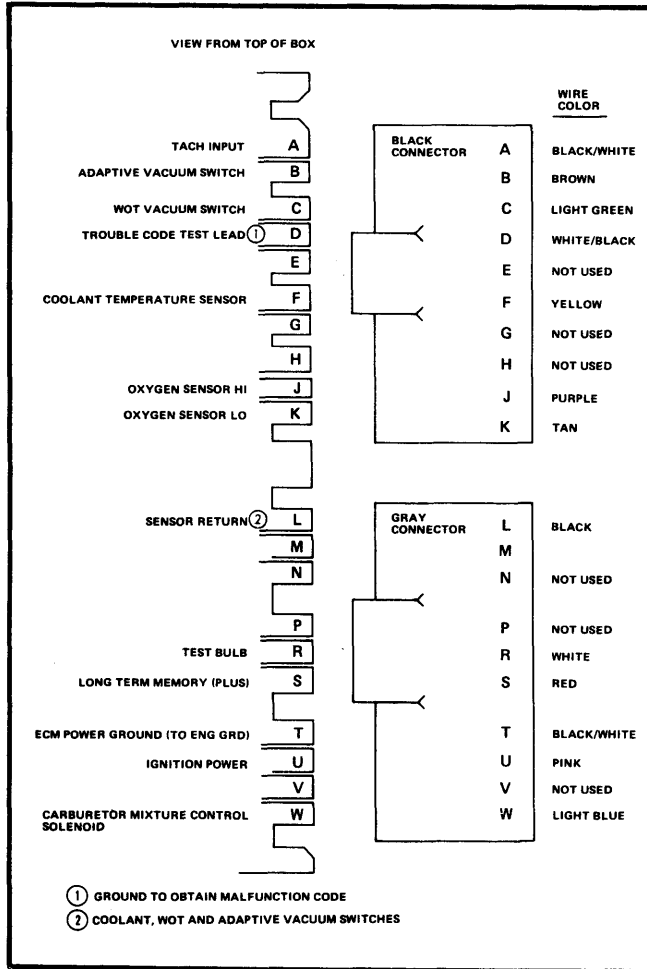 VIEW FROM TOP OF BOX
WIRE
COLOR
TACH INPUT A
ADAPTIVE VACUUM SWITCH B
WOT VACUUM SWITCH C
TROUBLE CODE TEST LEAD ① D
E
COOLANT TEMPERATURE SENSOR F
G
H
OXYGEN SENSOR HI J
OXYGEN SENSOR LO K
SENSOR RETURN ② L
M
N
P
TEST BULB R
LONG TERM MEMORY (PLUS) S
ECM POWER GROUND (TO ENG GRD) T
IGNITION POWER U
V
CARBURETOR MIXTURE CONTROL W
SOLENOID
BLACK
CONNECTOR
A BLACK/WHITE
B BROWN
C LIGHT GREEN
D WHITE/BLACK
E NOT USED
F YELLOW
G NOT USED
H NOT USED
J PURPLE
K TAN
GRAY
CONNECTOR
L BLACK
M
N NOT USED
P NOT USED
R WHITE
S RED
T BLACK/WHITE
U PINK
V NOT USED
W LIGHT BLUE
① GROUND TO OBTAIN MALFUNCTION CODE
② COOLANT, WOT AND ADAPTIVE VACUUM SWITCHES